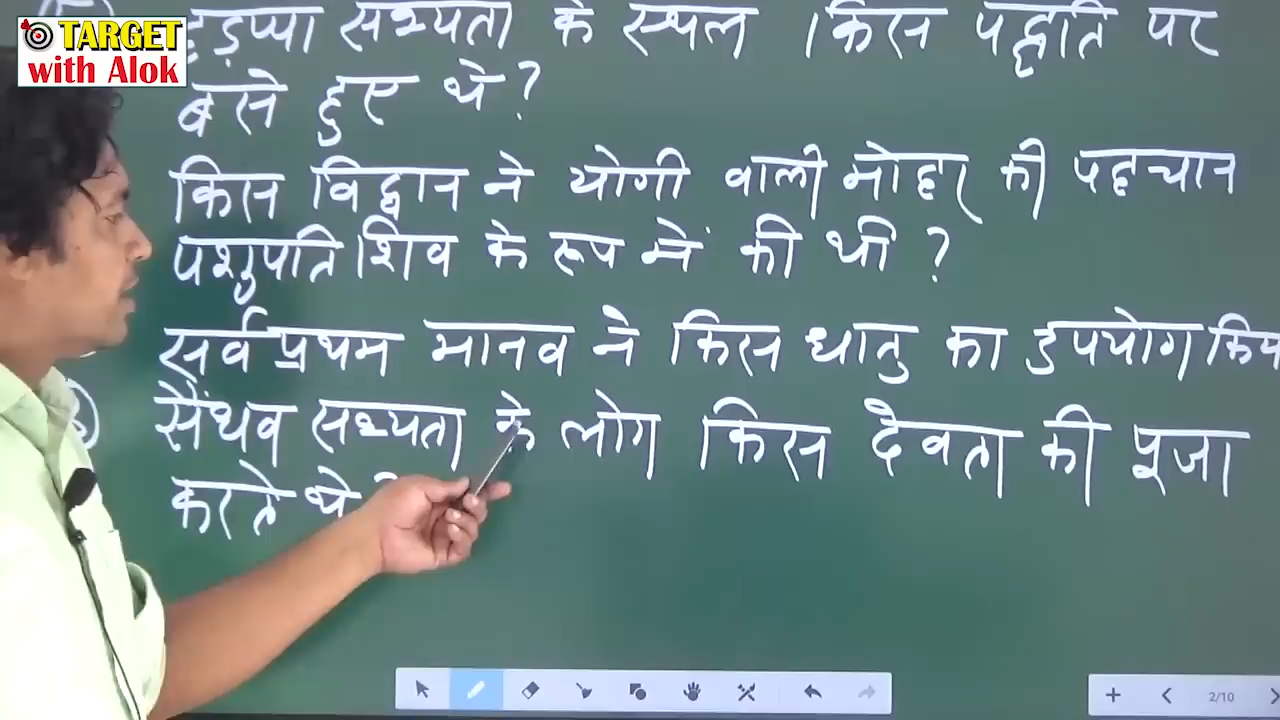 TARGET
with Alok
हड़प्पा सभ्यता के स्थल किस पद्धति पर
बसे हुए थे?
किस विद्वान ने योगी वाली मोहर की पहचान
पशुपति शिव के रूप में की थी ?
सर्वप्रथम मानव ने किस धातु का उपयोग किय
सैंधव सभ्यता के लोग किस देवता की पूजा
करते थे
2/10